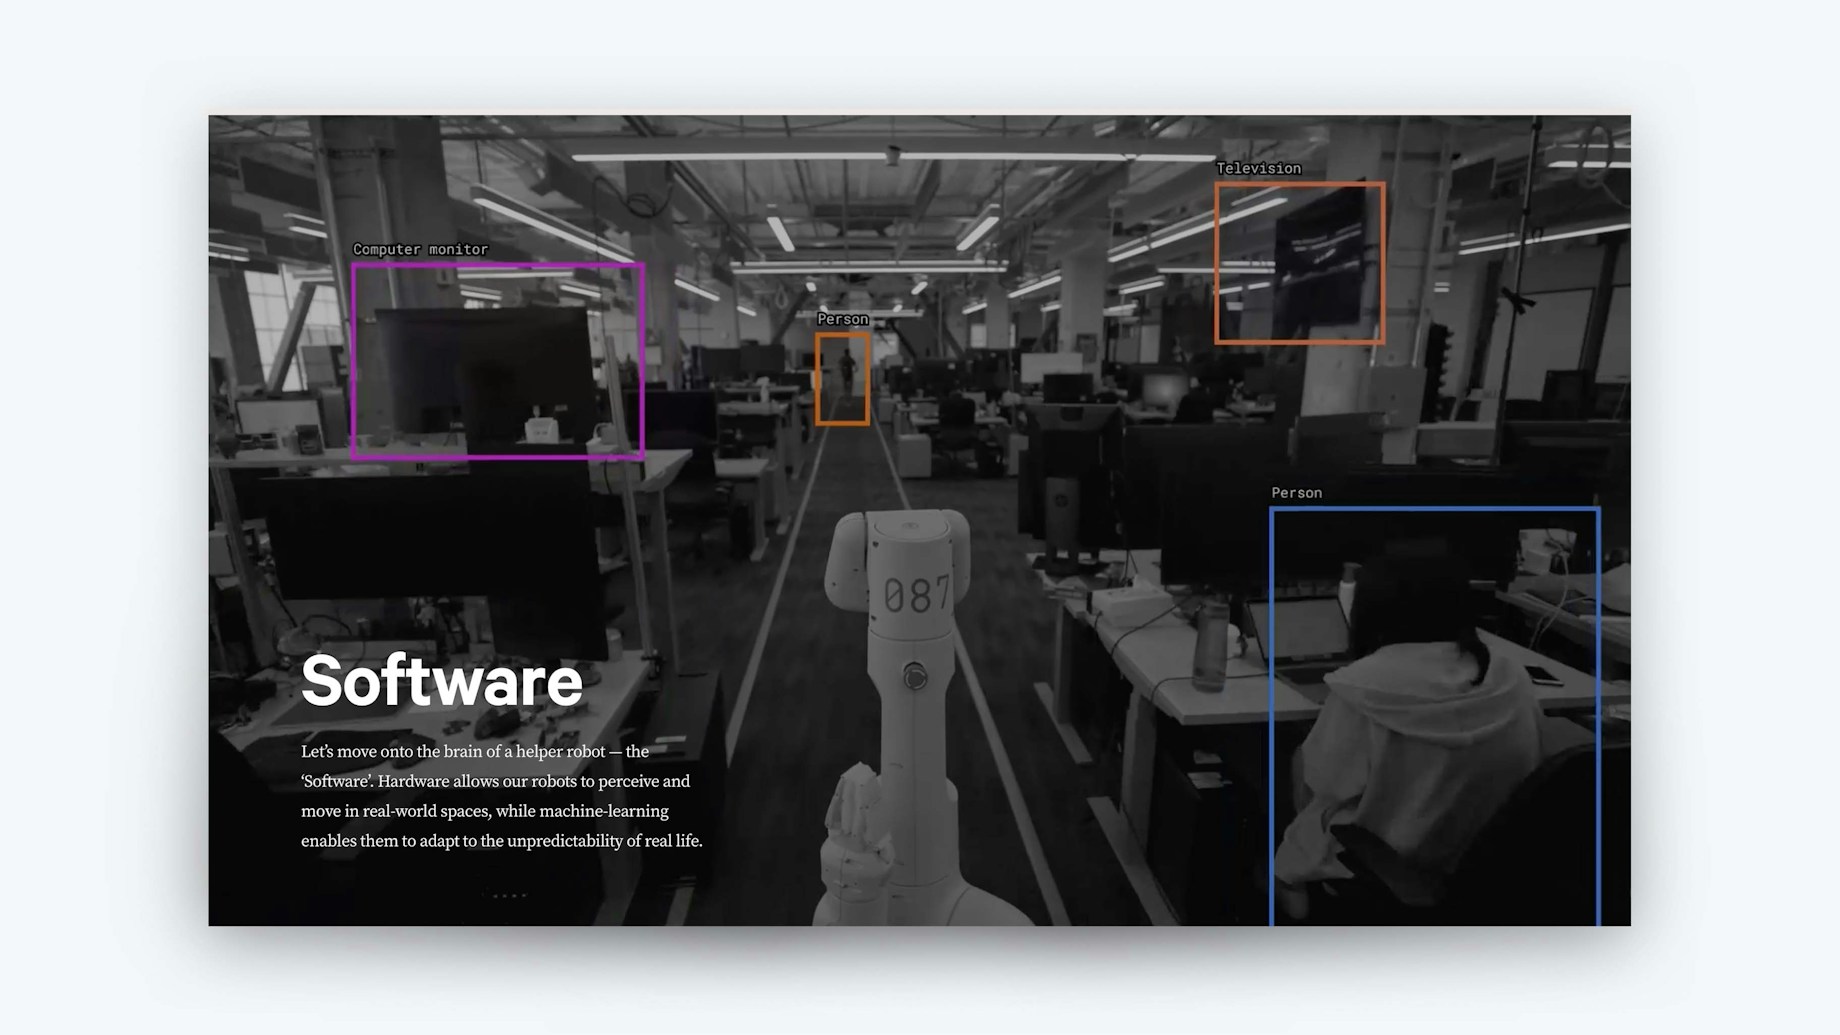 Television
Computer monitor
Person
Person
087
Software
Let’s move onto the brain of a helper robot — the
‘Software’. Hardware allows our robots to perceive and
move in real-world spaces, while machine-learning
enables them to adapt to the unpredictability of real life.